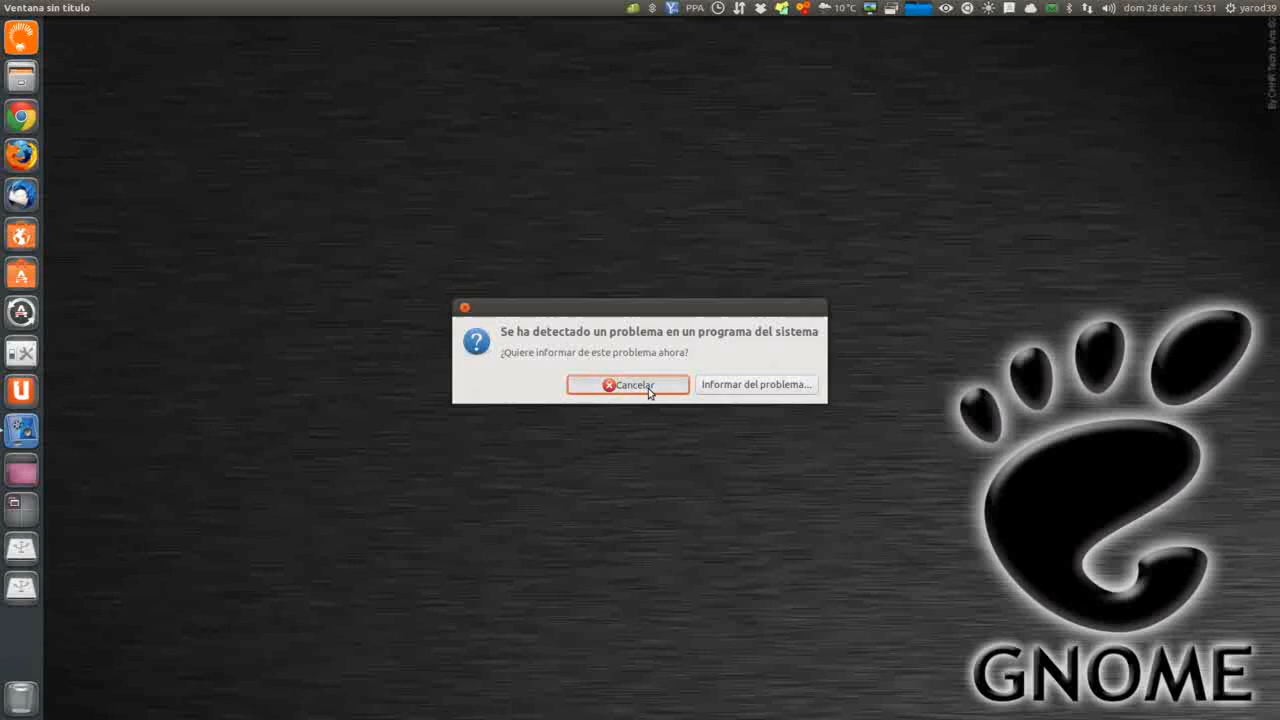 Ventana sin título
PPA
10°C
dom 28 de abr 15:31
yarod39
Se ha detectado un problema en un programa del sistema
¿Quiere informar de este problema ahora?
Cancelar
Informar del problema...
GNOME